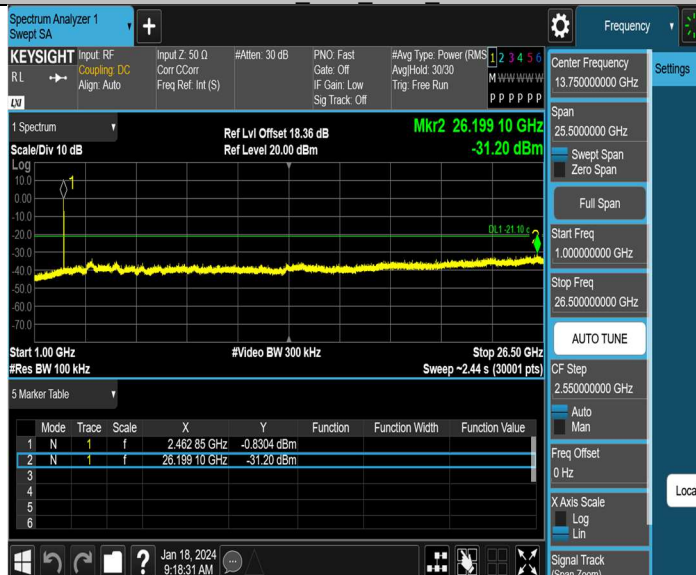 Spectrum Analyzer 1
Swept SA
+
Frequency
KEYSIGHT
RL
LXI
Input: RF
Coupling: DC
Align: Auto
Input Z: 50 Ω
Corr CCorr
Freq Ref: Int (S)
#Atten: 30 dB
PNO: Fast
Gate: Off
IF Gain: Low
Sig Track: Off
#Avg Type: Power (RMS
Avg|Hold: 30/30
Trig: Free Run
1 2 3 4 5 6
M W W W W W
P P P P P P
Center Frequency
13.750000000 GHz
Settings
Span
25.5000000 GHz
Swept Span
Zero Span
Full Span
Start Freq
1.000000000 GHz
Stop Freq
26.500000000 GHz
AUTO TUNE
CF Step
2.550000000 GHz
Auto
Man
Freq Offset
0 Hz
Loca
X Axis Scale
Log
Lin
Signal Track
(Span Zoom)
1 Spectrum
Scale/Div 10 dB
Ref Lvl Offset 18.36 dB
Ref Level 20.00 dBm
Mkr2 26.199 10 GHz
-31.20 dBm
Log
10.0
0.00
-10.0
-20.0
-30.0
-40.0
-50.0
-60.0
-70.0
1
DL1 -21.10
2
Start 1.00 GHz
#Res BW 100 kHz
#Video BW 300 kHz
Stop 26.50 GHz
Sweep ~2.44 s (30001 pts)
5 Marker Table
Mode Trace Scale X Y Function Function Width Function Value
1 N 1 f 2.462 85 GHz -0.8304 dBm
2 N 1 f 26.199 10 GHz -31.20 dBm
3
4
5
6
?
Jan 18, 2024
9:18:31 AM